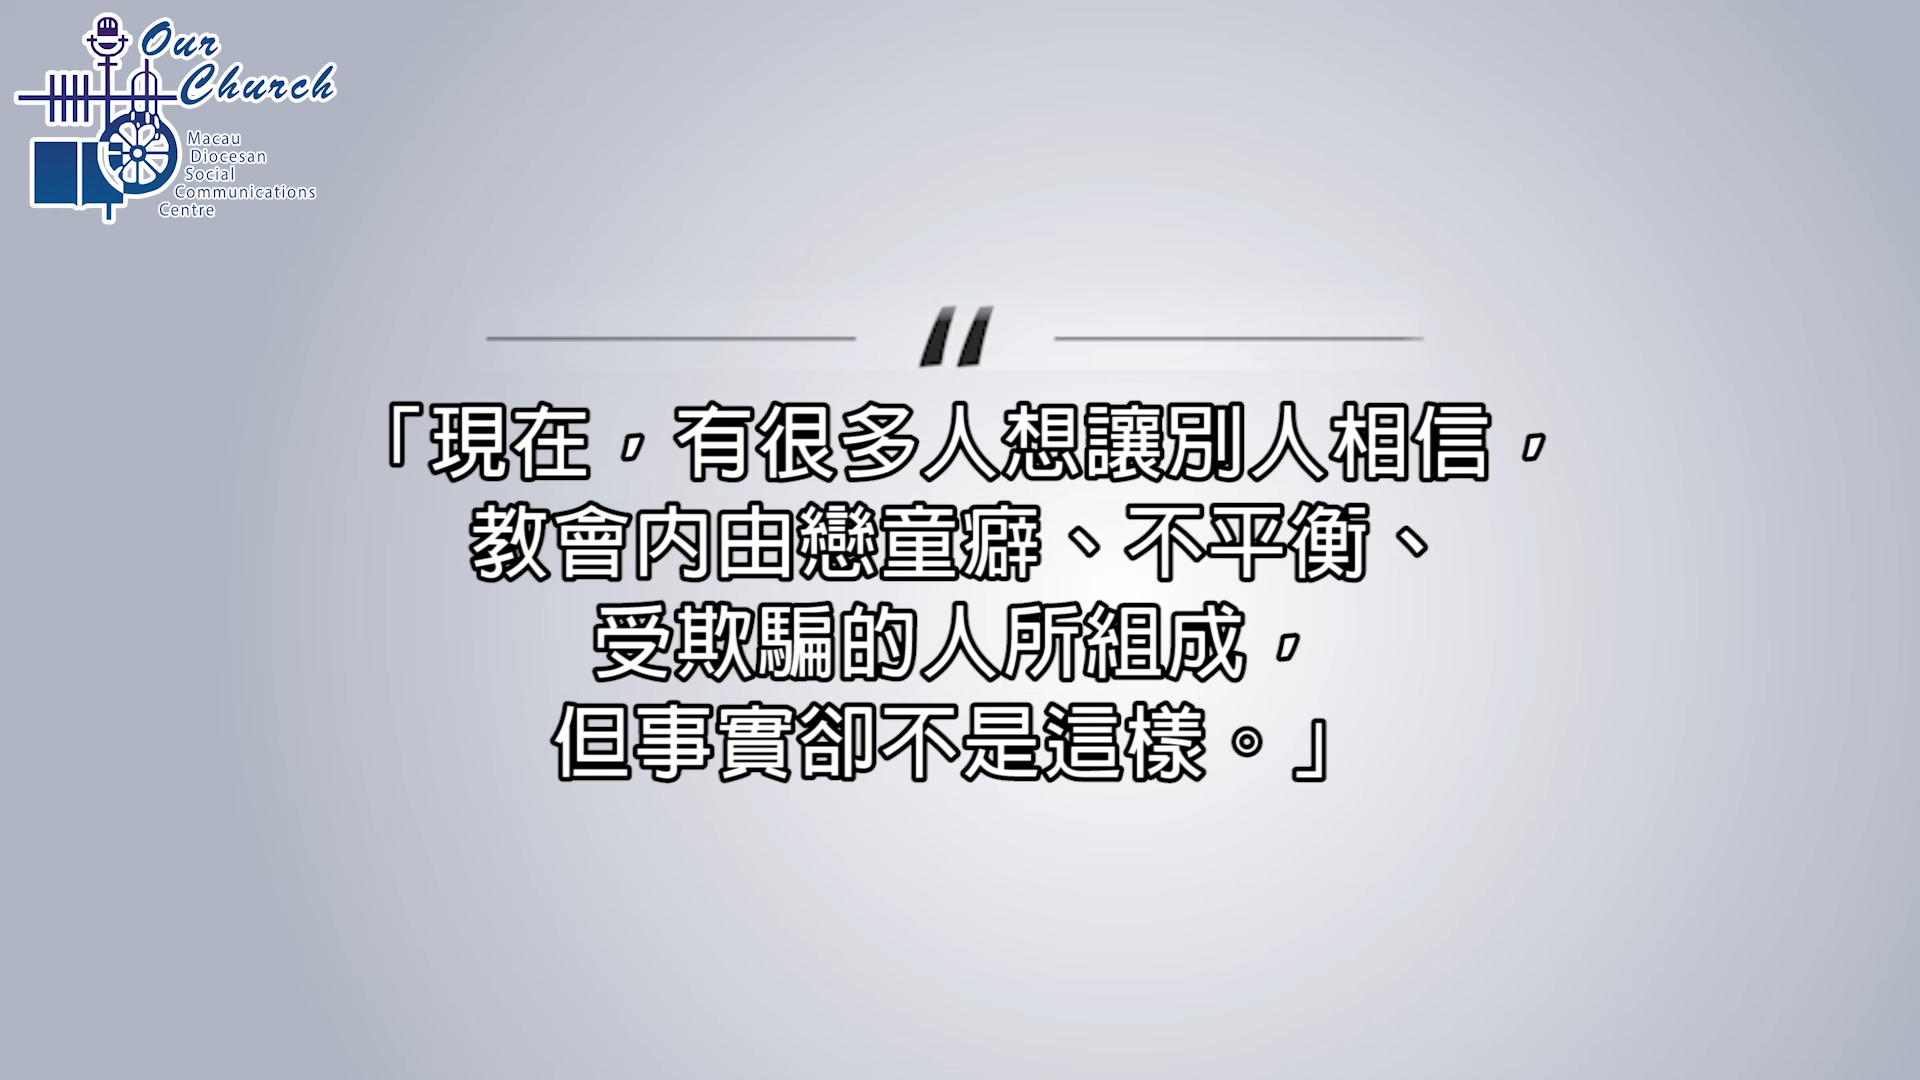 Our
Church
Macau
Diocesan
Social
Communications
Centre
「現在，有很多人想讓別人相信，
教會內由戀童癖、不平衡、
受欺騙的人所組成，
但事實卻不是這樣。」